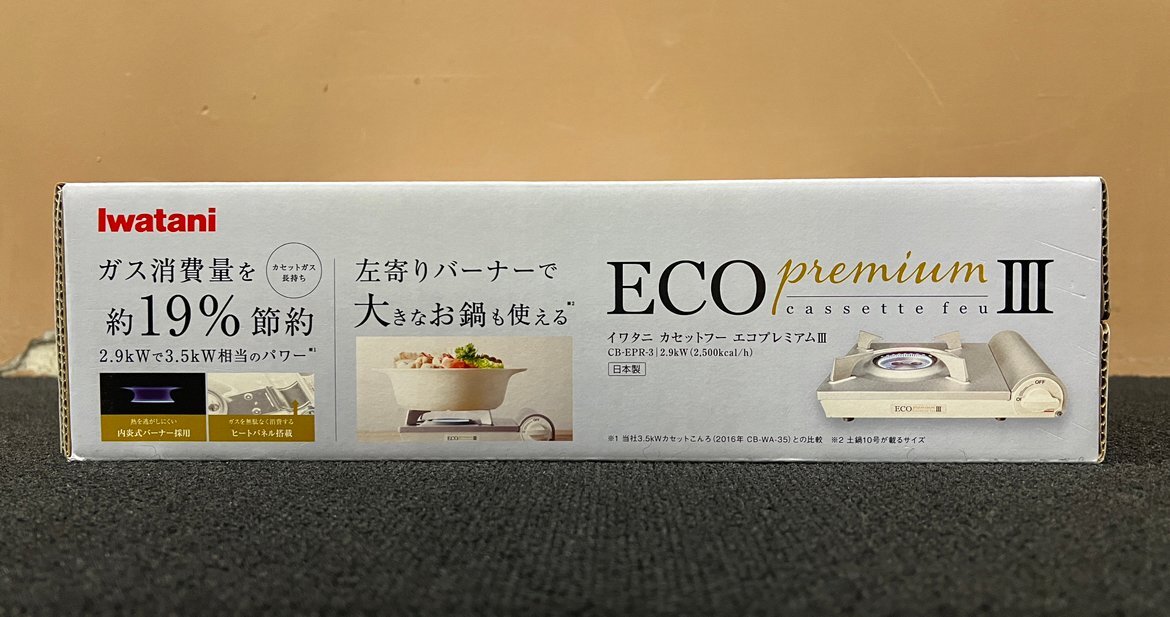 Iwatani
ガス消費量を
カセットガス
長持ち
約19%節約
2.9kWで3.5kW相当のパワー※1
熱を逃がしにくい
内炎式バーナー採用
ガスを無駄なく消費する
ヒートパネル搭載
左寄りバーナーで
大きなお鍋も使える※2
ECO premium III
cassette feu
イワタニ カセットフー エコプレミアムIII
CB-EPR-3|2.9kW(2,500kcal/h)
日本製
OFF
ECO premium III
※1 当社3.5kWカセットこんろ(2016年 CB-WA-35)との比較 ※2 土鍋10号が載るサイズ